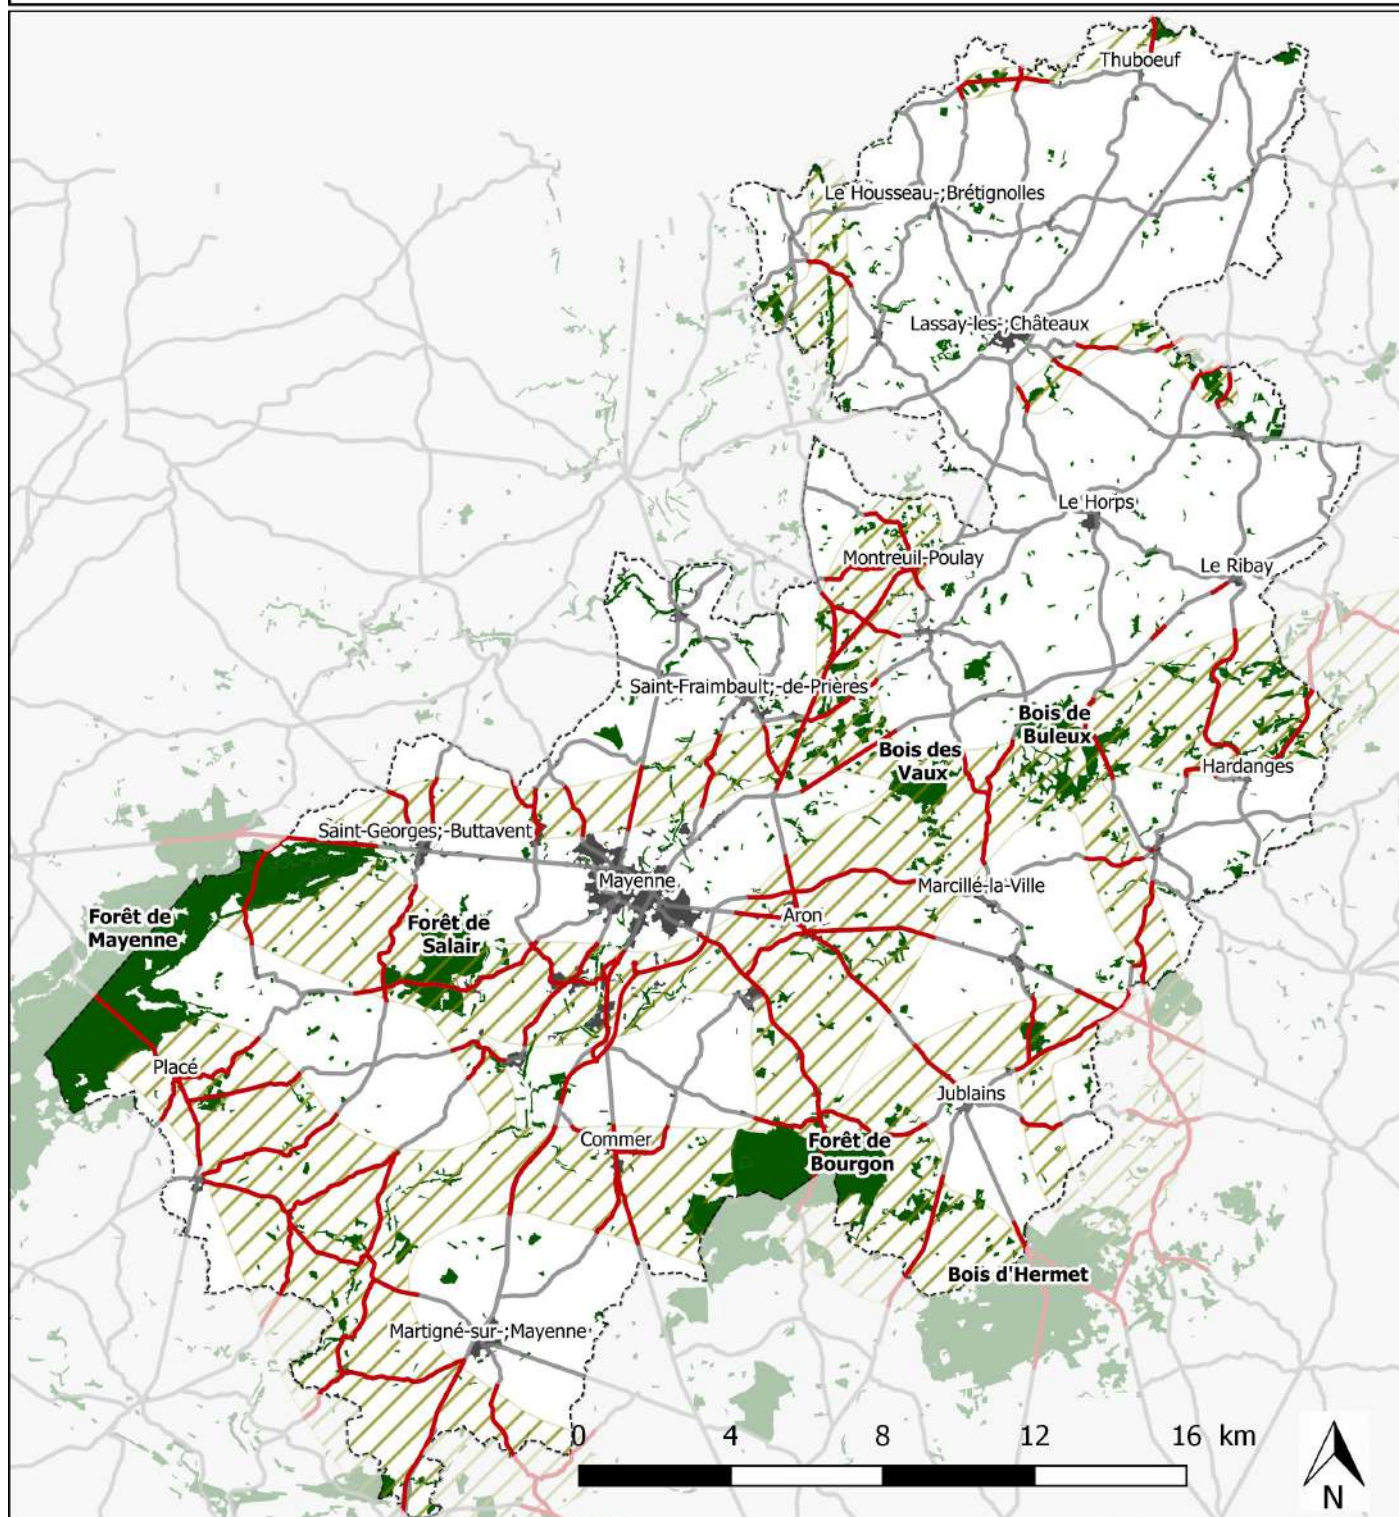 Thuboeuf
Le Housseau-;Brétignolles
Lassay-les-;Châteaux
Le Horps
Montreuil-Poulay
Le Ribay
Saint-Fraimbault;-de-Prières
Bois de
Buleux
Bois des
Vaux
Hardanges
Saint-Georges;-Buttavent
Mayenne
Marcillé-la-Ville
Forêt de
Mayenne
Forêt de
Salair
Aron
Placé
Jublains
Commer
Forêt de
Bourgon
Bois d'Hermet
Martigné-sur-;Mayenne
0 4 8 12 16 km
N